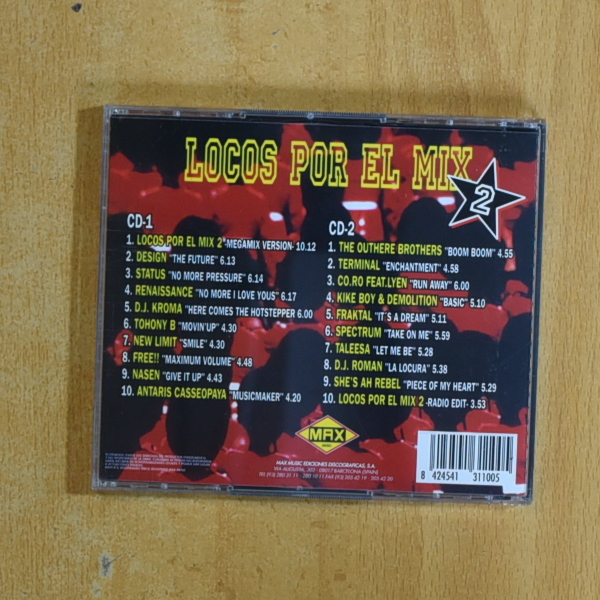 LOCOS POR EL MIX
2
CD-1
1. LOCOS POR EL MIX 2 -MEGAMIX VERSION- 10.12
2. DESIGN "THE FUTURE" 6.13
3. STATUS "NO MORE PRESSURE" 6.14
4. RENAISSANCE "NO MORE I LOVE YOUS" 6.17
5. D.J. KROMA "HERE COMES THE HOTSTEPPER 6.00
6. TOHONY B "MOVIN'UP" 4.30
7. NEW LIMIT "SMILE" 4.30
8. FREE!! "MAXIMUM VOLUME" 4.48
9. NASEN "GIVE IT UP" 4.43
10. ANTARIS CASSEOPAYA "MUSICMAKER" 4.20
CD-2
1. THE OUTHERE BROTHERS "BOOM BOOM" 4.55
2. TERMINAL "ENCHANTMENT" 4.58
3. CO.RO FEAT.LYEN "RUN AWAY" 6.00
4. KIKE BOY & DEMOLITION "BASIC" 5.10
5. FRAKTAL "IT'S A DREAM" 5.11
6. SPECTRUM "TAKE ON ME" 5.59
7. TALEESA "LET ME BE" 5.28
8. D.J. ROMAN "LA LOCURA" 5.38
9. SHE'S AH REBEL "PIECE OF MY HEART" 5.29
10. LOCOS POR EL MIX 2 -RADIO EDIT- 3.53
MAX
MUSIC
MAX MUSIC EDICIONES DISCOGRAFICAS, S.A.
VIA AUGUSTA, 322 - 08017 BARCELONA (SPAIN)
8 424541 311005